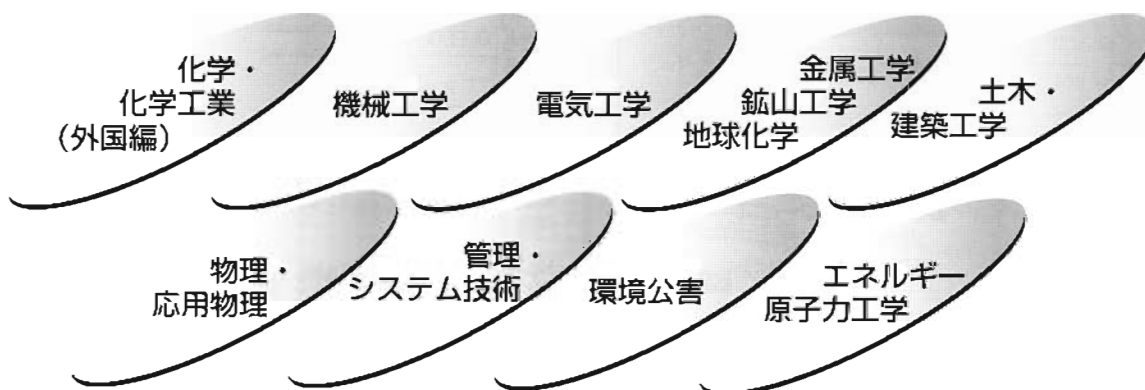 化学・
化学工業
(外国編)
機械工学
電気工学
金属工学
鉱山工学
地球化学
土木・
建築工学
物理・
応用物理
管理・
システム技術
環境公害
エネルギー
原子力工学